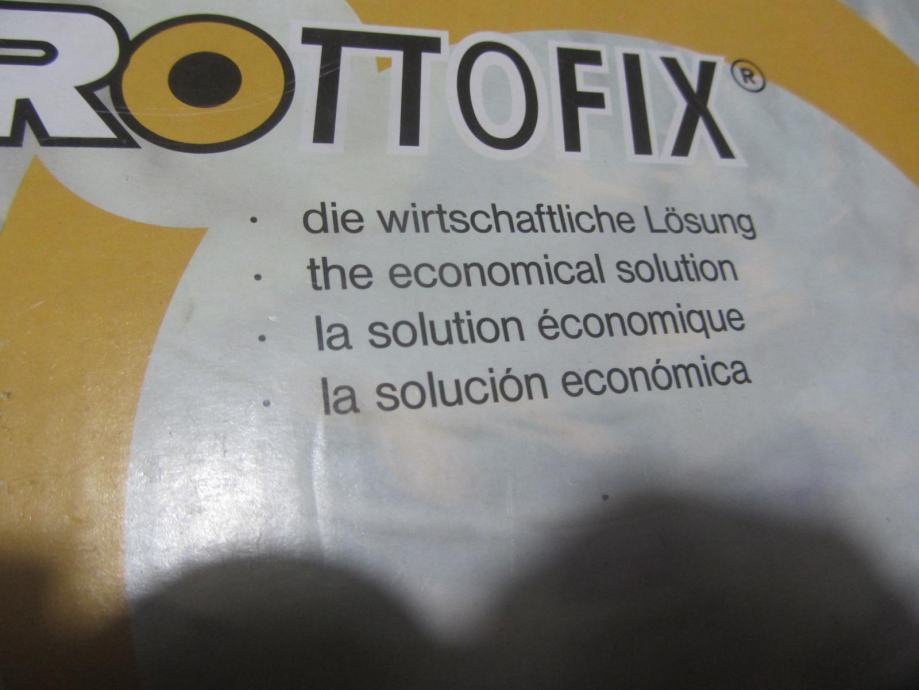 ROTTOFIX®
· die wirtschaftliche Lösung
· the economical solution
· la solution économique
· la solución económica